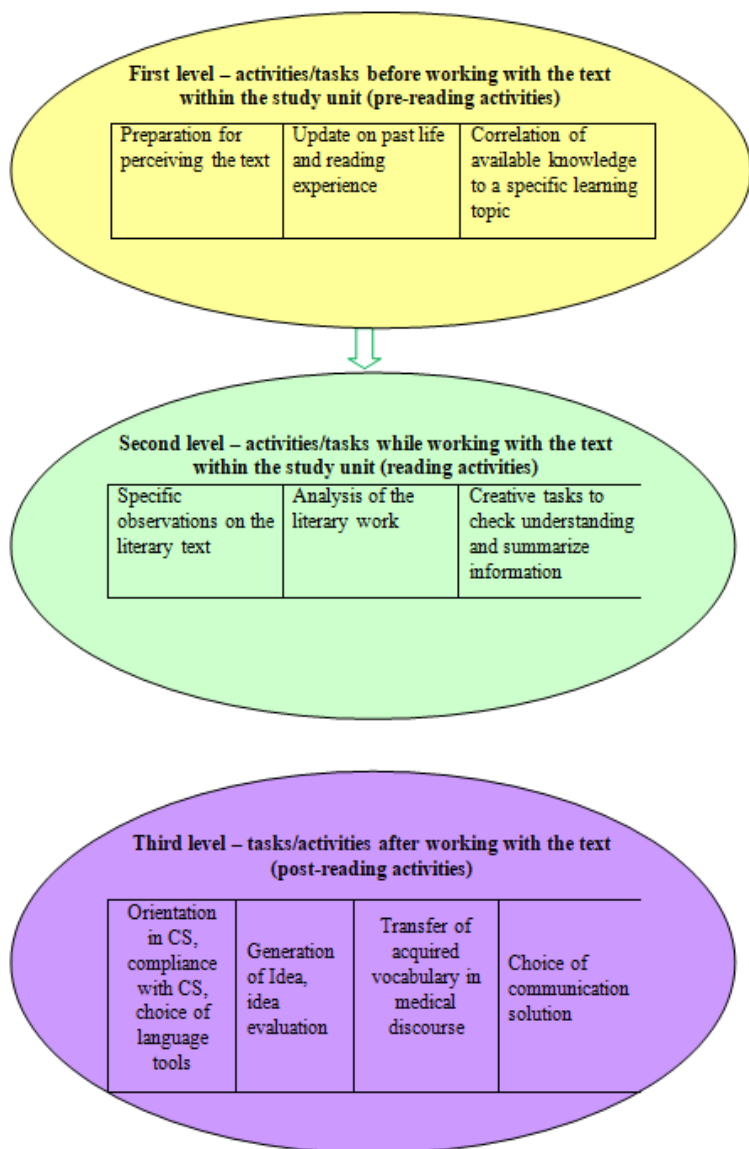 First level – activities/tasks before working with the text
within the study unit (pre-reading activities)
Preparation for
perceiving the text
Update on past life
and reading
experience
Correlation of
available knowledge
to a specific learning
topic
Second level – activities/tasks while working with the text
within the study unit (reading activities)
Specific
observations on the
literary text
Analysis of the
literary work
Creative tasks to
check understanding
and summarize
information
Third level – tasks/activities after working with the text
(post-reading activities)
Orientation
in CS,
compliance
with CS,
choice of
language
tools
Generation
of Idea,
idea
evaluation
Transfer of
acquired
vocabulary in
medical
discourse
Choice of
communication
solution